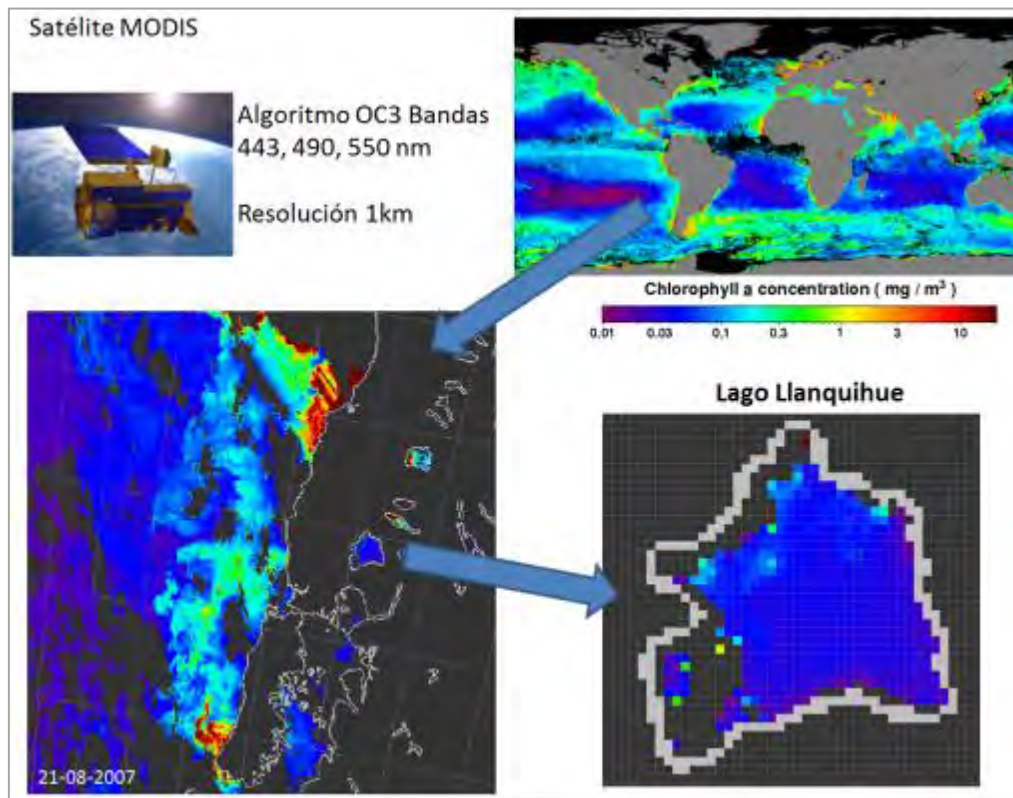 Satélite MODIS
Algoritmo OC3 Bandas
443, 490, 550 nm
Resolución 1km
Chlorophyll a concentration ( mg / m³ )
0.01 0.03 0.1 0.3 1 3 10
Lago Llanquihue
21-08-2007